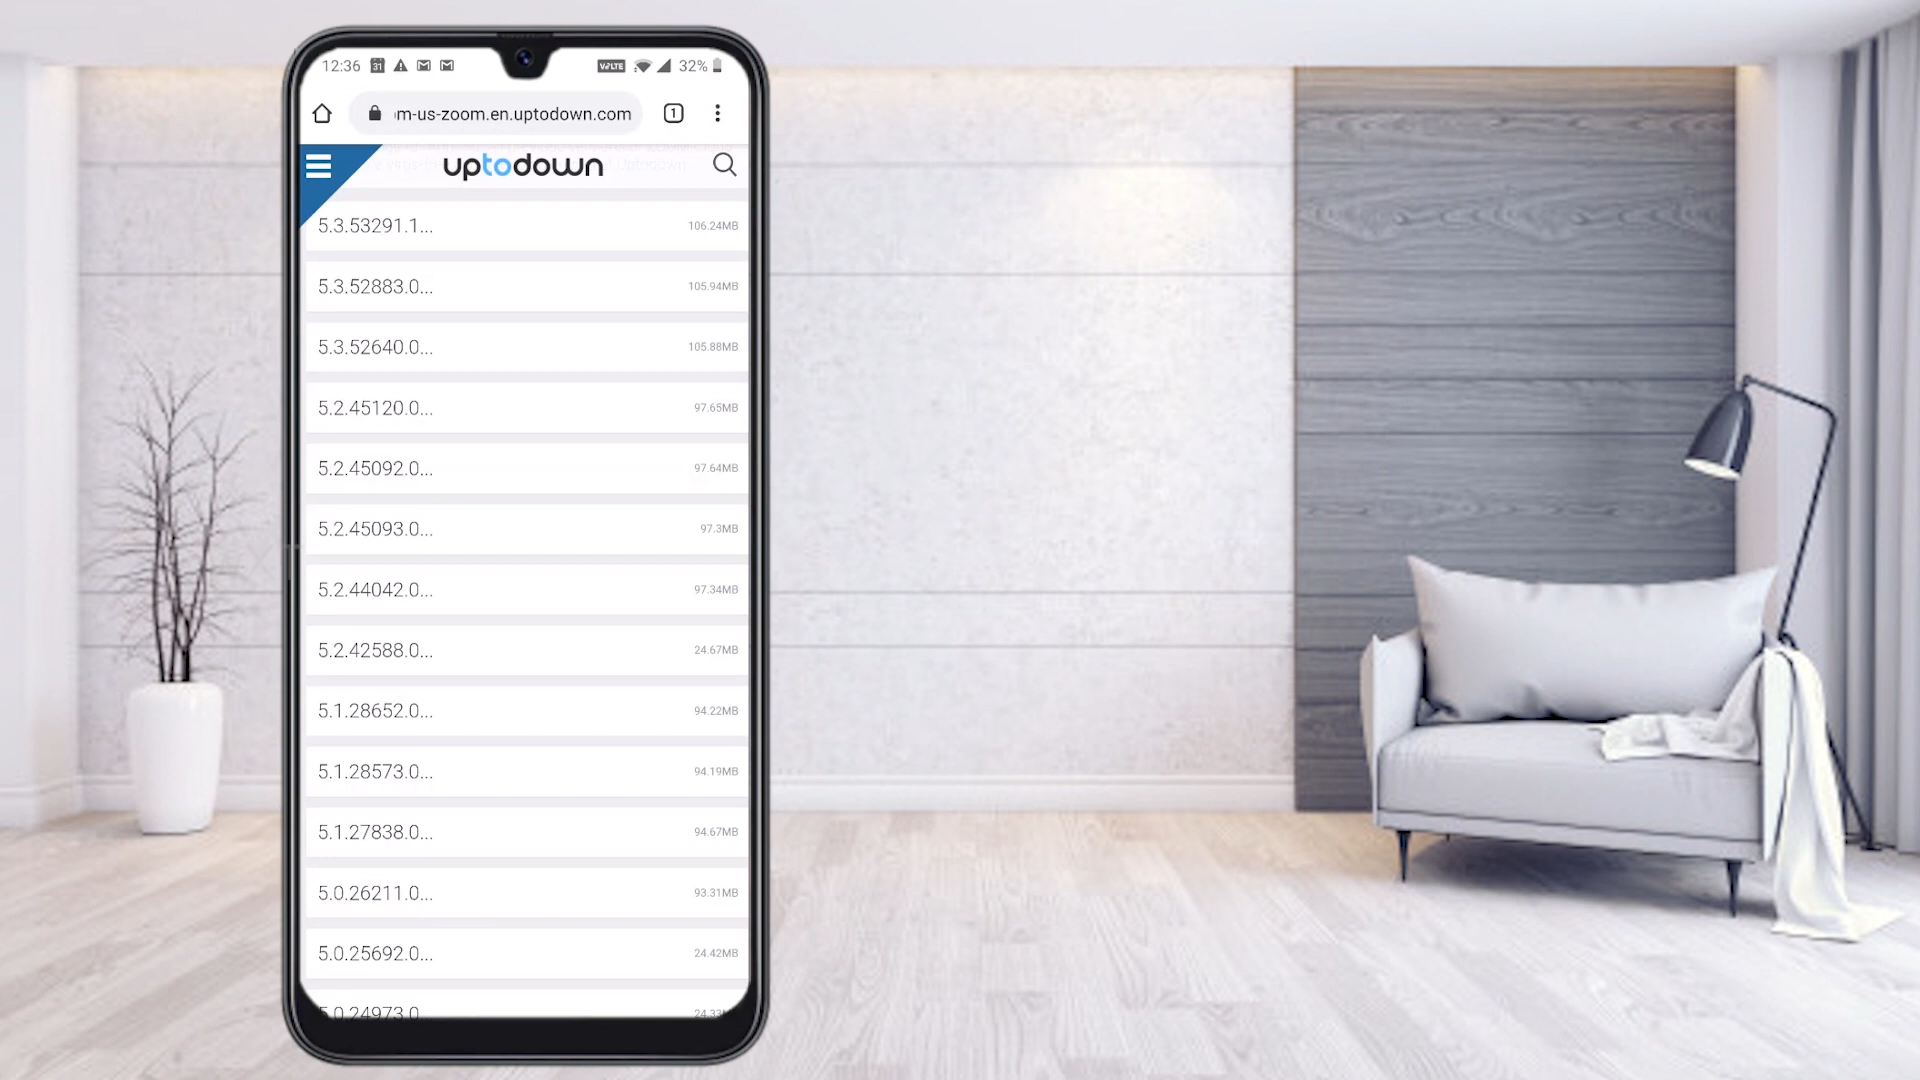 12:36 31 VoLTE 32%
m-us-zoom.en.uptodown.com 1
uptodown
5.3.53291.1... 106.24MB
5.3.52883.0... 105.94MB
5.3.52640.0... 105.88MB
5.2.45120.0... 97.65MB
5.2.45092.0... 97.64MB
5.2.45093.0... 97.3MB
5.2.44042.0... 97.34MB
5.2.42588.0... 24.67MB
5.1.28652.0... 94.22MB
5.1.28573.0... 94.19MB
5.1.27838.0... 94.67MB
5.0.26211.0... 93.31MB
5.0.25692.0... 24.42MB
5.0.24973.0 24.33